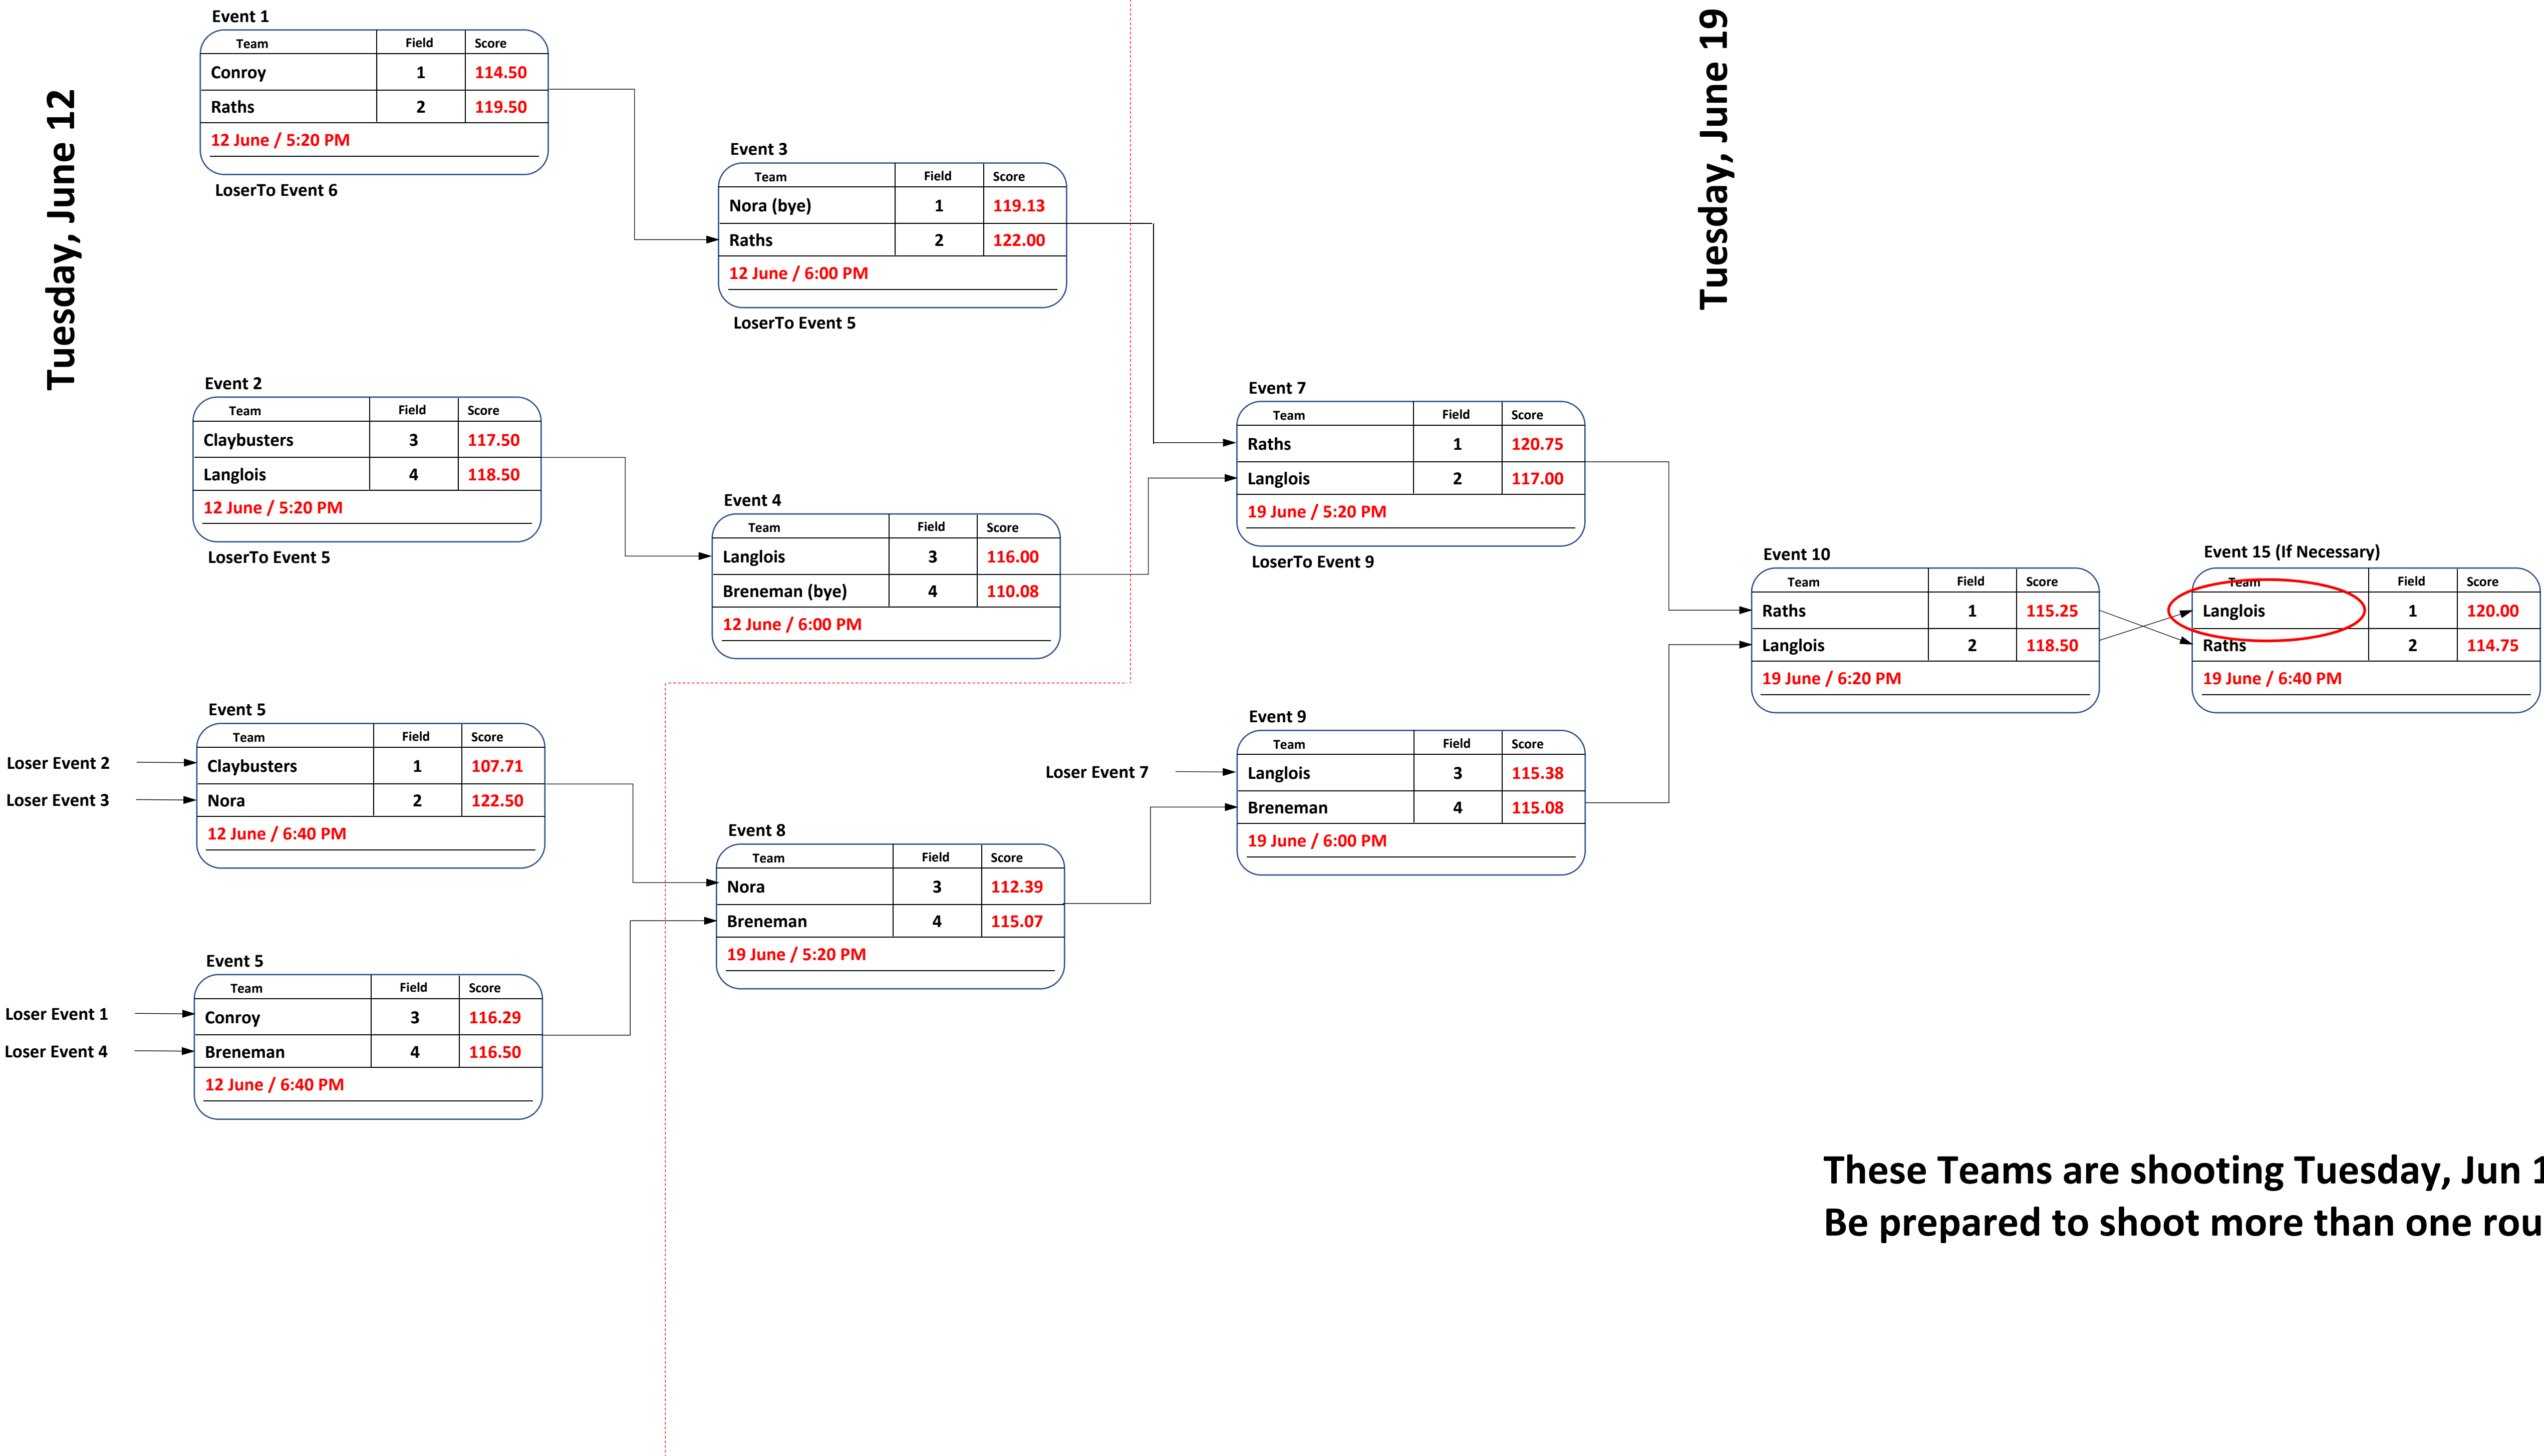 Tuesday, June 12
Tuesday, June 19
Event 1
Team Field Score
Conroy 1 114.50
Raths 2 119.50
12 June / 5:20 PM
LoserTo Event 6
Event 3
Team Field Score
Nora (bye) 1 119.13
Raths 2 122.00
12 June / 6:00 PM
LoserTo Event 5
Event 2
Team Field Score
Claybusters 3 117.50
Langlois 4 118.50
12 June / 5:20 PM
LoserTo Event 5
Event 4
Team Field Score
Langlois 3 116.00
Breneman (bye) 4 110.08
12 June / 6:00 PM
Event 7
Team Field Score
Raths 1 120.75
Langlois 2 117.00
19 June / 5:20 PM
LoserTo Event 9
Event 10
Team Field Score
Raths 1 115.25
Langlois 2 118.50
19 June / 6:20 PM
Event 15 (If Necessary)
Team Field Score
Langlois 1 120.00
Raths 2 114.75
19 June / 6:40 PM
Event 5
Team Field Score
Loser Event 2
Claybusters 1 107.71
Loser Event 3
Nora 2 122.50
12 June / 6:40 PM
Event 8
Team Field Score
Nora 3 112.39
Breneman 4 115.07
19 June / 5:20 PM
Event 9
Team Field Score
Loser Event 7
Langlois 3 115.38
Breneman 4 115.08
19 June / 6:00 PM
Event 5
Team Field Score
Loser Event 1
Conroy 3 116.29
Loser Event 4
Breneman 4 116.50
12 June / 6:40 PM
These Teams are shooting Tuesday, Jun 1
Be prepared to shoot more than one rou